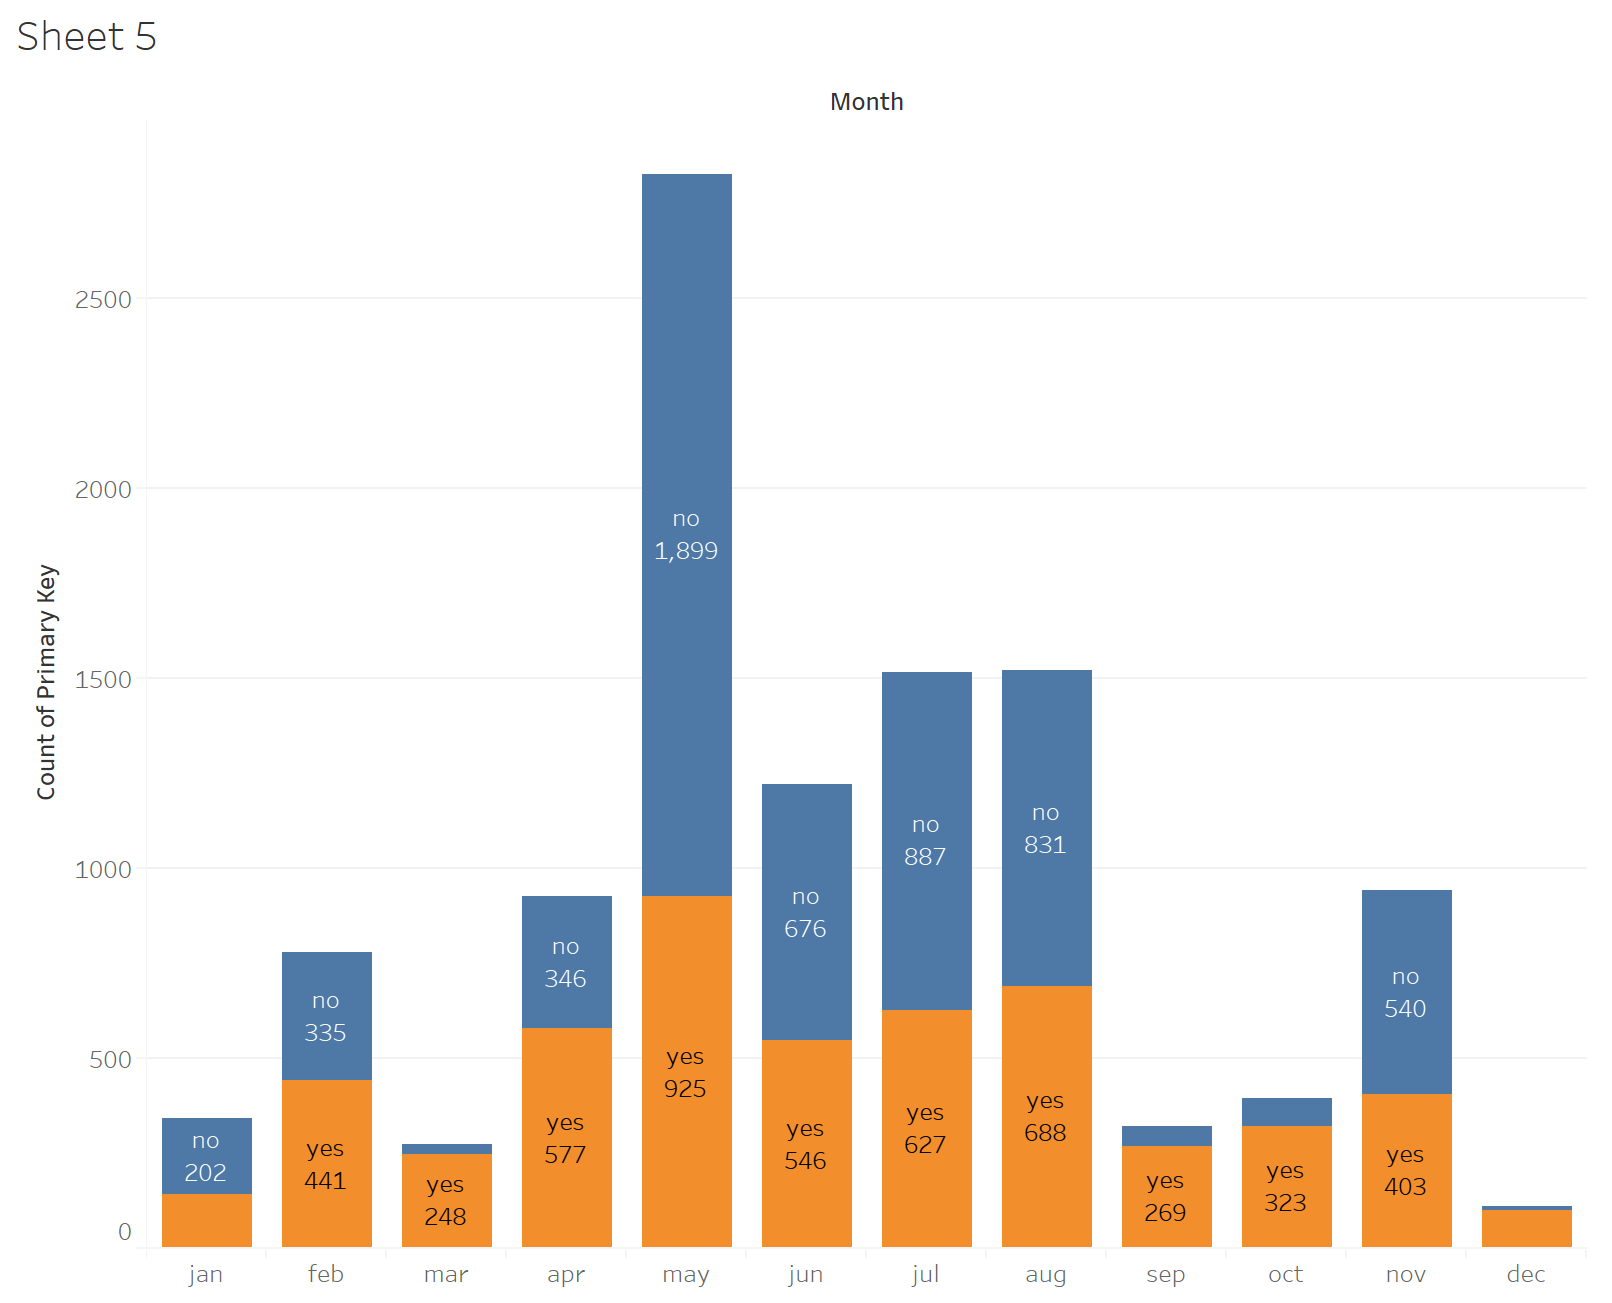 Sheet 5
Month
Count of Primary Key
2500
2000
1500
1000
500
0
no
202
no
335
yes
441
yes
248
no
346
yes
577
no
1,899
yes
925
no
676
yes
546
no
887
yes
627
no
831
yes
688
yes
269
yes
323
no
540
yes
403
jan feb mar apr may jun jul aug sep oct nov dec